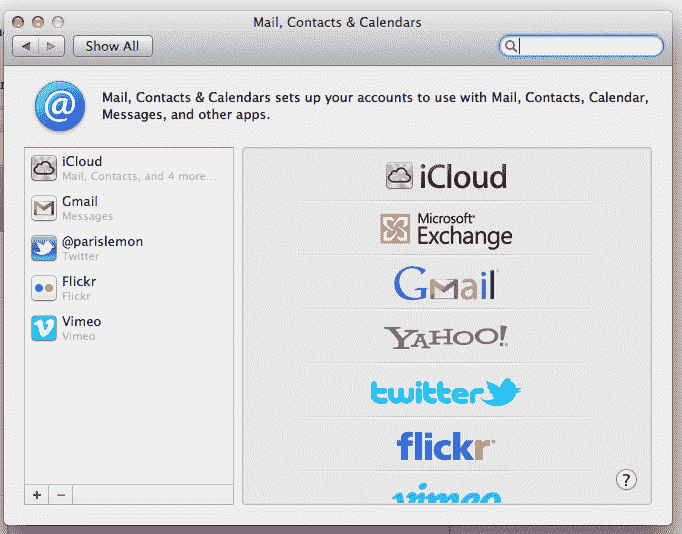 Mail, Contacts & Calendars
Show All
Mail, Contacts & Calendars sets up your accounts to use with Mail, Contacts, Calendar,
Messages, and other apps.
iCloud
Mail, Contacts, and 4 more...
Gmail
Messages
@parislemon
Twitter
Flickr
Flickr
Vimeo
Vimeo
iCloud
Microsoft®
Exchange
Gmail
YAHOO!
twitter
flickr
vimeo
?